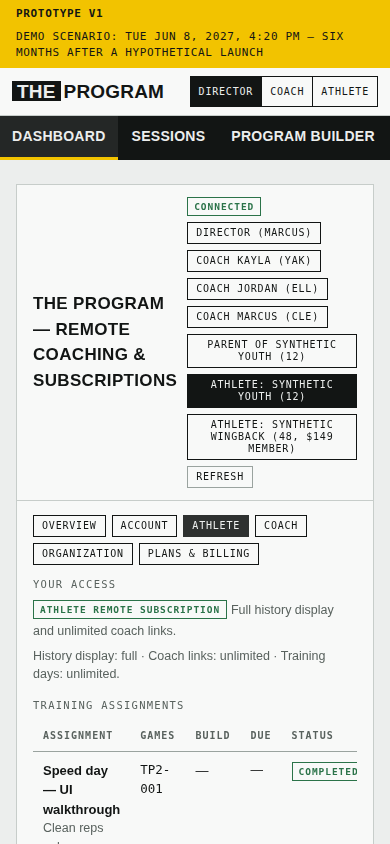 PROTOTYPE V1
DEMO SCENARIO: TUE JUN 8, 2027, 4:20 PM — SIX
MONTHS AFTER A HYPOTHETICAL LAUNCH
THE PROGRAM
DIRECTOR COACH ATHLETE
DASHBOARD SESSIONS PROGRAM BUILDER
THE PROGRAM
— REMOTE
COACHING &
SUBSCRIPTIONS
CONNECTED
DIRECTOR (MARCUS)
COACH KAYLA (YAK)
COACH JORDAN (ELL)
COACH MARCUS (CLE)
PARENT OF SYNTHETIC
YOUTH (12)
ATHLETE: SYNTHETIC
YOUTH (12)
ATHLETE: SYNTHETIC
WINGBACK (48, $149
MEMBER)
REFRESH
OVERVIEW ACCOUNT ATHLETE COACH
ORGANIZATION PLANS & BILLING
YOUR ACCESS
ATHLETE REMOTE SUBSCRIPTION Full history display
and unlimited coach links.
History display: full · Coach links: unlimited · Training
days: unlimited.
TRAINING ASSIGNMENTS
ASSIGNMENT GAMES BUILD DUE STATUS
Speed day TP2- — — COMPLETED
— UI 001
walkthrough
Clean reps